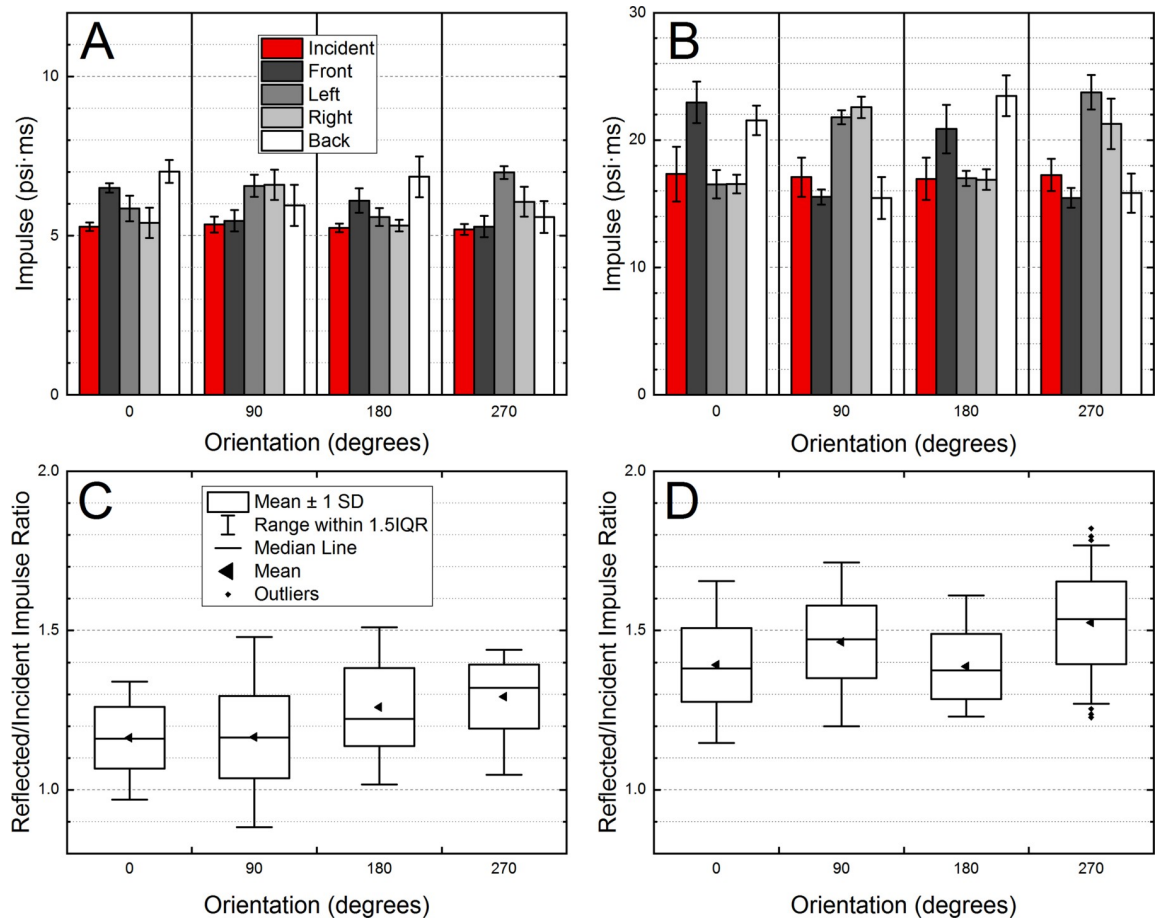 A
Incident
Front
Left
Right
Back
10
5
0
Impulse (psi·ms)
0 90 180 270
Orientation (degrees)
B
30
20
10
0
Impulse (psi·ms)
0 90 180 270
Orientation (degrees)
C
Mean ± 1 SD
Range within 1.5IQR
Median Line
Mean
Outliers
2.0
1.5
1.0
Reflected/Incident Impulse Ratio
0 90 180 270
Orientation (degrees)
D
2.0
1.5
1.0
Reflected/Incident Impulse Ratio
0 90 180 270
Orientation (degrees)